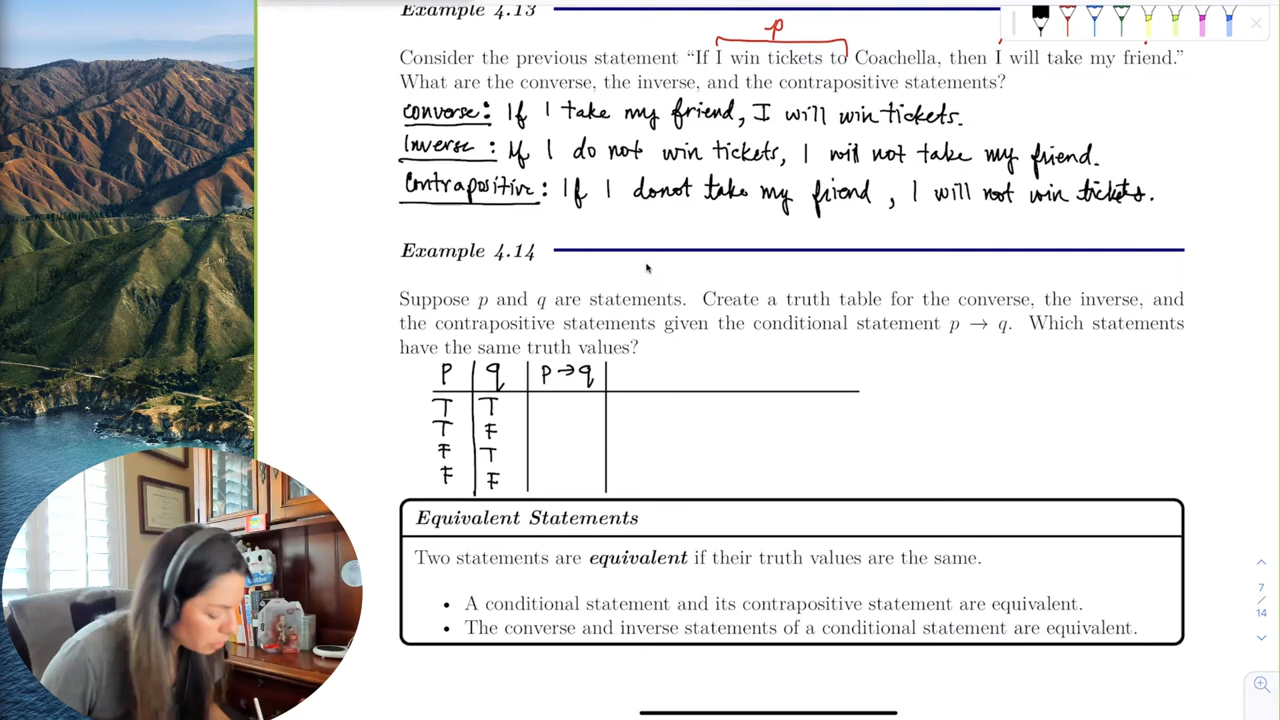 Example 4.13
p
Consider the previous statement “If I win tickets to Coachella, then I will take my friend.”
What are the converse, the inverse, and the contrapositive statements?
Converse: If I take my friend, I will win tickets.
Inverse: If I do not win tickets, I will not take my friend.
Contrapositive: If I do not take my friend, I will not win tickets.
Example 4.14
Suppose p and q are statements. Create a truth table for the converse, the inverse, and
the contrapositive statements given the conditional statement p → q. Which statements
have the same truth values?
P q P→q
T T
T F
F T
F F
Equivalent Statements
Two statements are equivalent if their truth values are the same.
• A conditional statement and its contrapositive statement are equivalent.
• The converse and inverse statements of a conditional statement are equivalent.
7
/
14